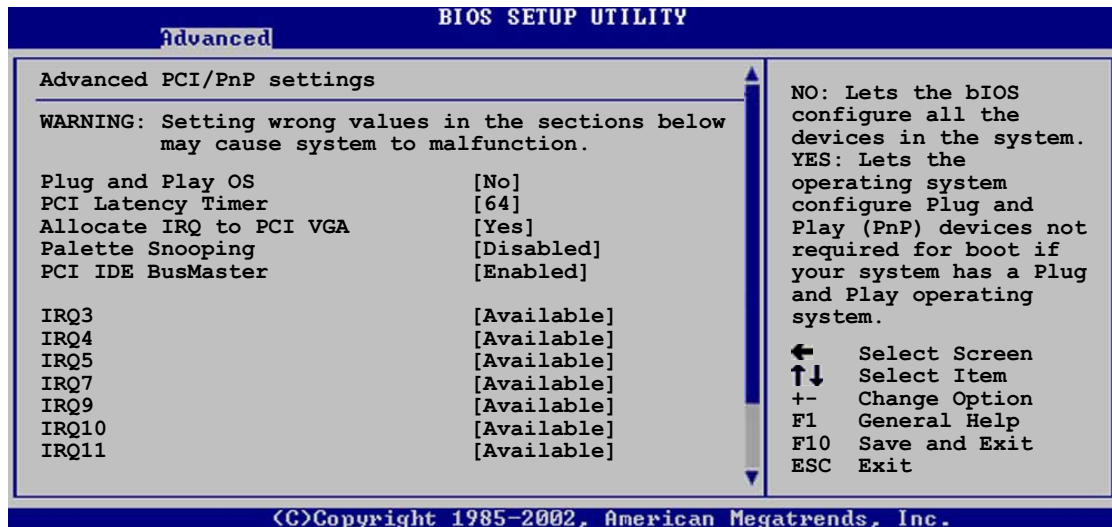 BIOS SETUP UTILITY
Advanced
Advanced PCI/PnP settings
WARNING: Setting wrong values in the sections below
may cause system to malfunction.
Plug and Play OS [No]
PCI Latency Timer [64]
Allocate IRQ to PCI VGA [Yes]
Palette Snooping [Disabled]
PCI IDE BusMaster [Enabled]
IRQ3 [Available]
IRQ4 [Available]
IRQ5 [Available]
IRQ7 [Available]
IRQ9 [Available]
IRQ10 [Available]
IRQ11 [Available]
NO: Lets the bIOS
configure all the
devices in the system.
YES: Lets the
operating system
configure Plug and
Play (PnP) devices not
required for boot if
your system has a Plug
and Play operating
system.
← Select Screen
↑↓ Select Item
+- Change Option
F1 General Help
F10 Save and Exit
ESC Exit
(C)Copyright 1985-2002, American Megatrends, Inc.